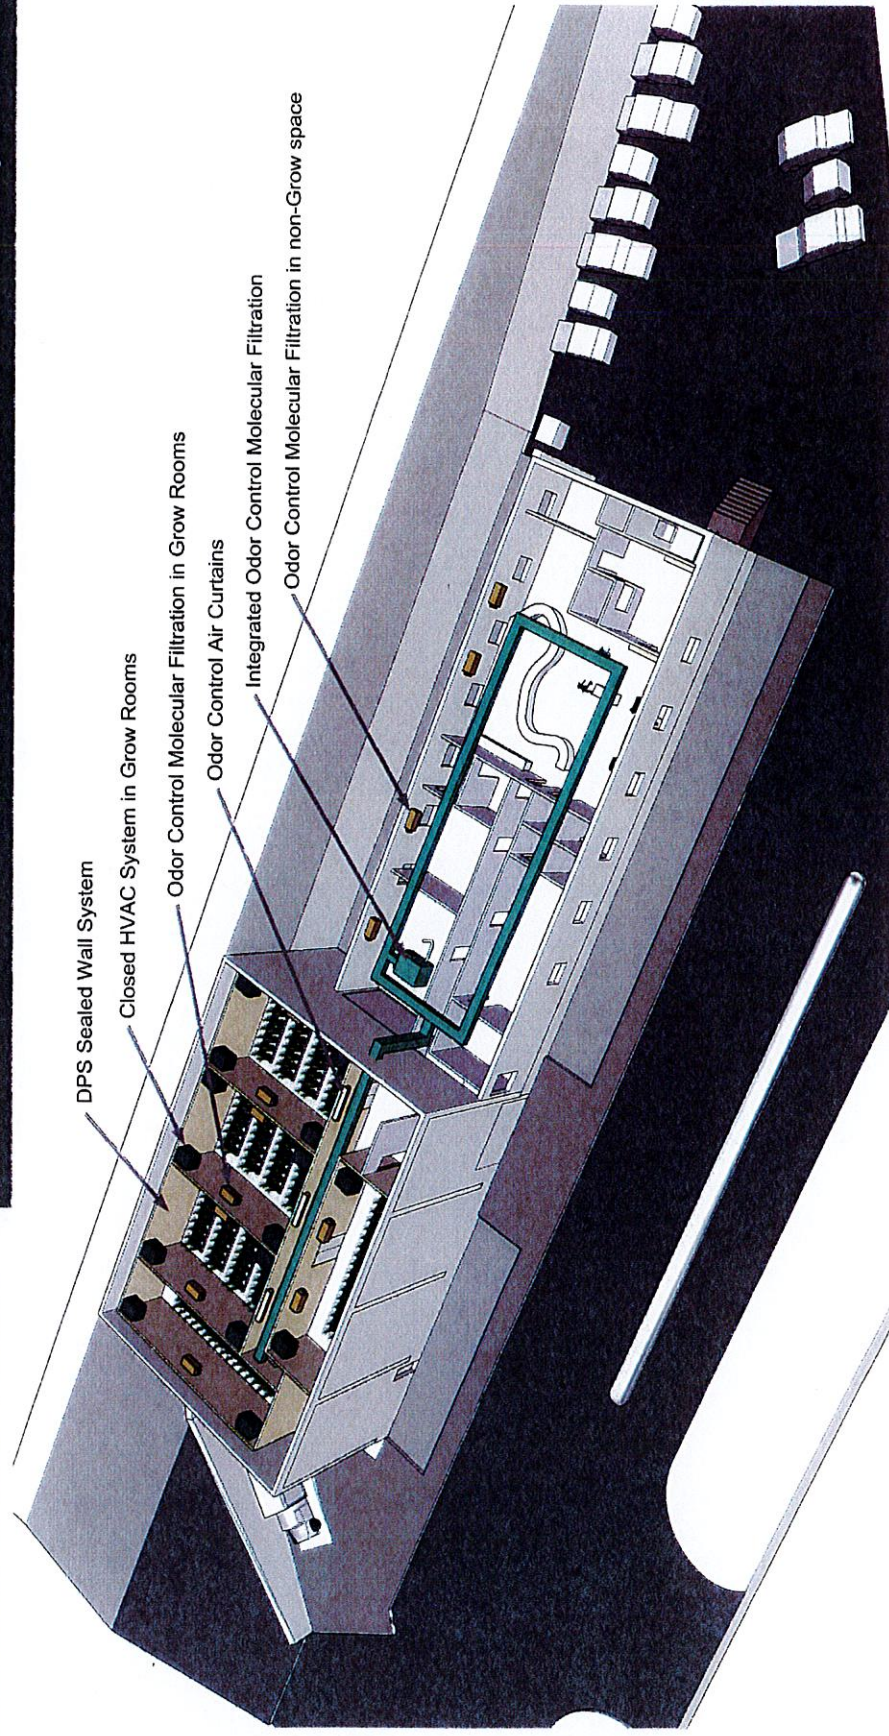 DPS Sealed Wall System
Closed HVAC System in Grow Rooms
Odor Control Molecular Filtration in Grow Rooms
Odor Control Air Curtains
Integrated Odor Control Molecular Filtration
Odor Control Molecular Filtration in non-Grow space